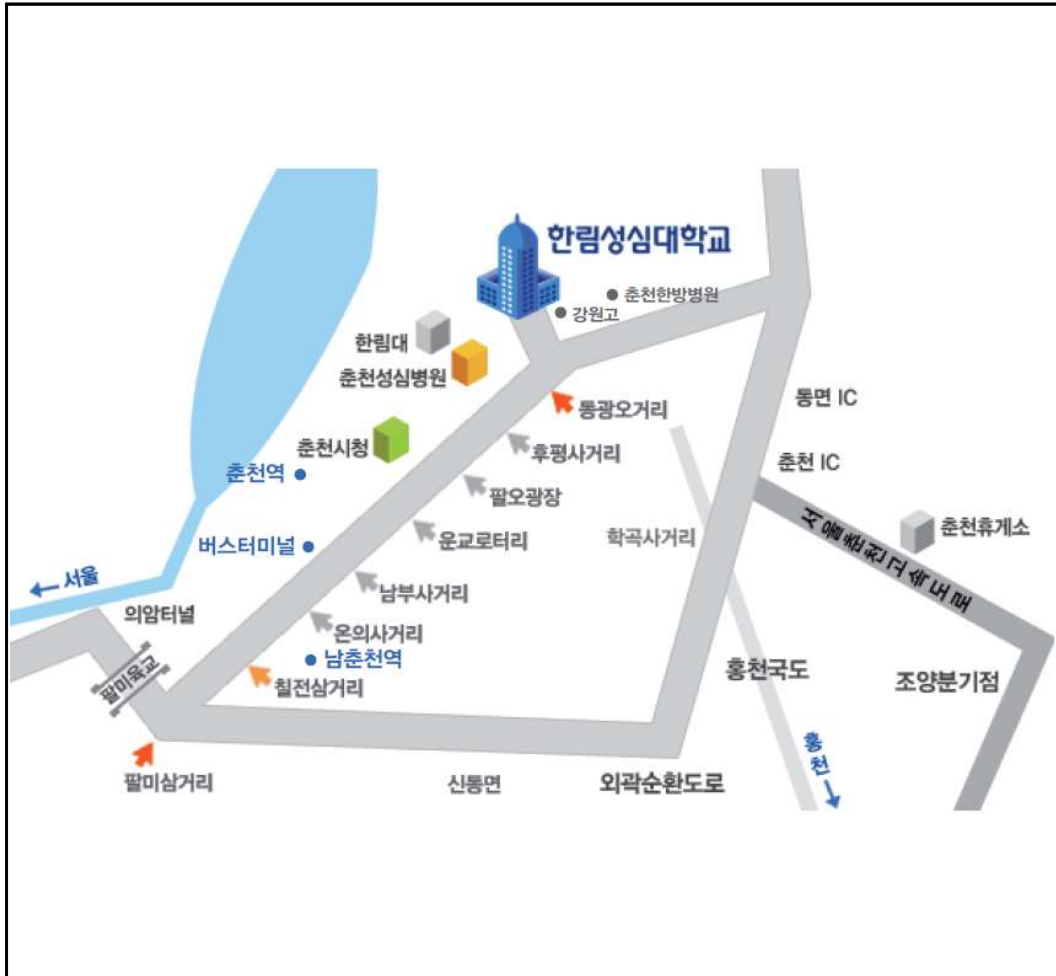 한림성심대학교
춘천한방병원
강원고
한림대
춘천성심병원
동면 IC
통광오거리
춘천시청
후평사거리
춘천 IC
춘천역
팔오광장
서울춘천고속도로
춘천휴게소
운교로터리
학곡사거리
버스터미널
서울
남부사거리
의암터널
온의사거리
남춘천역
팔미육교
칠전삼거리
홍천국도
조양분기점
홍천
팔미삼거리
신동면
외곽순환도로